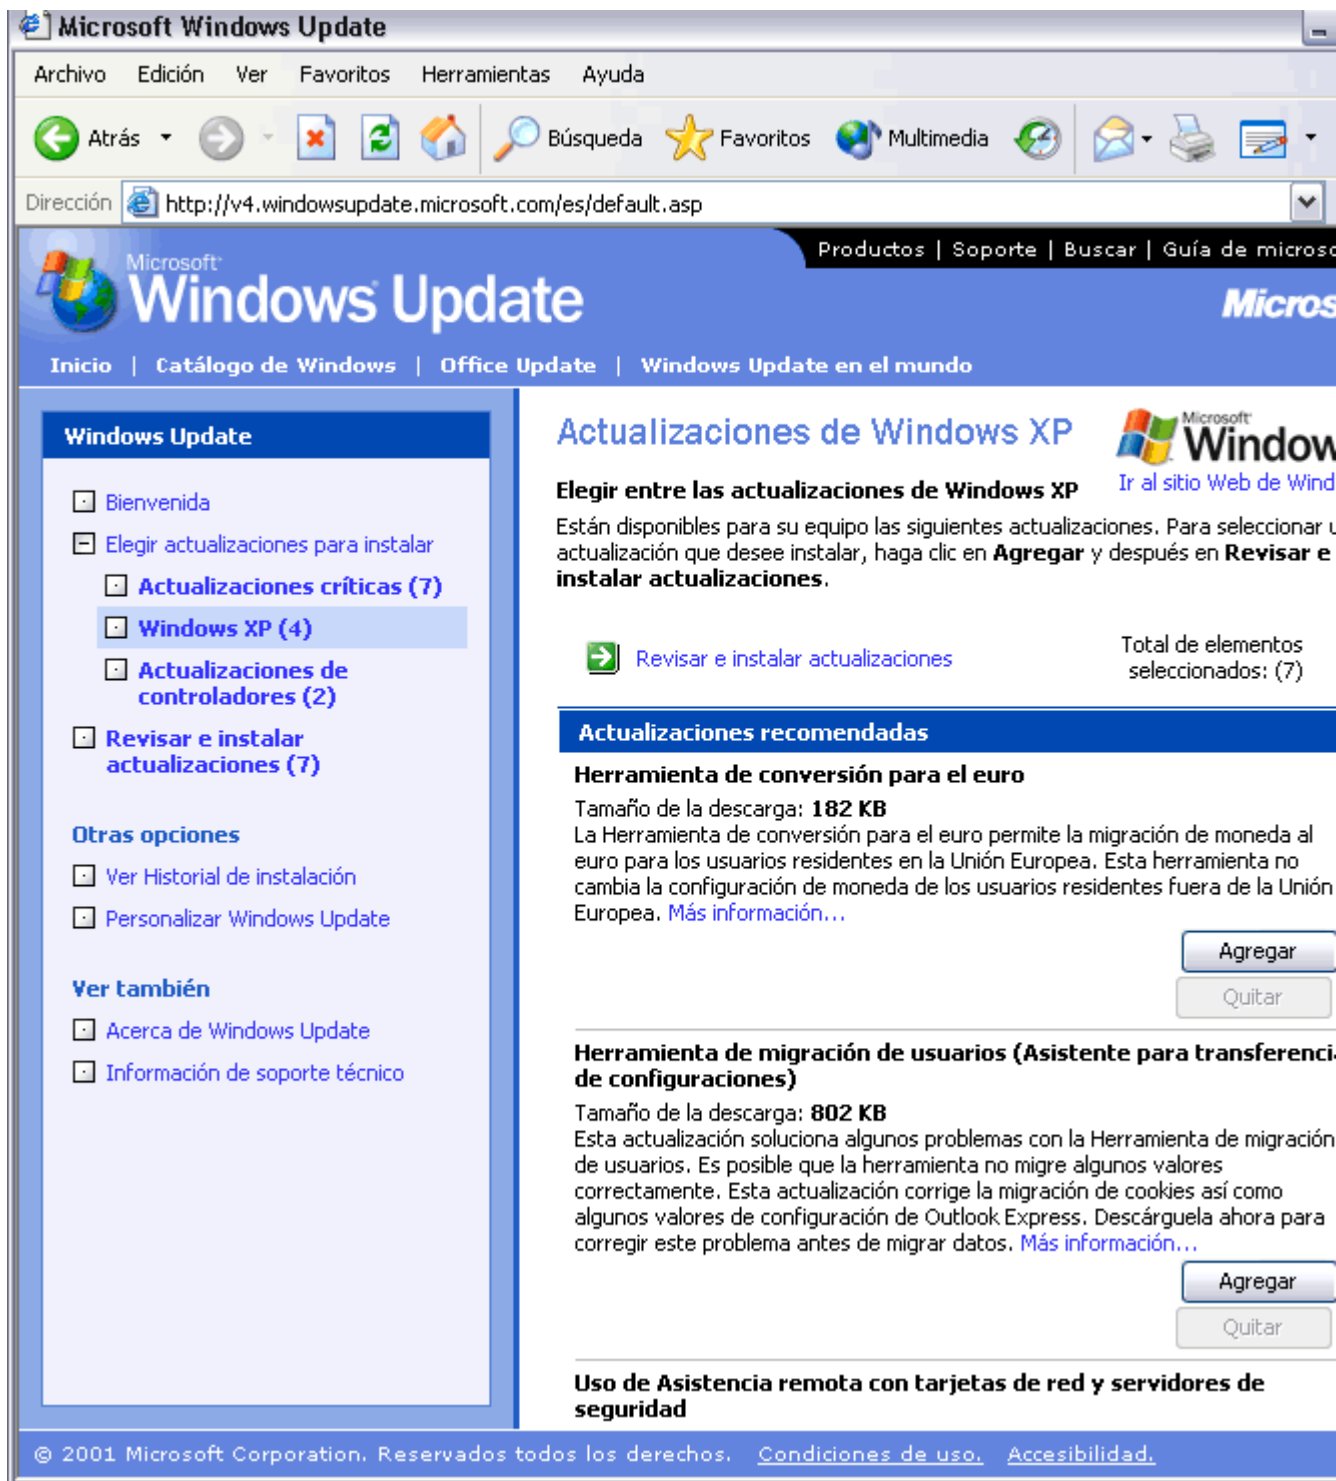 Microsoft Windows Update
Archivo Edición Ver Favoritos Herramientas Ayuda
Atrás Búsqueda Favoritos Multimedia
Dirección http://v4.windowsupdate.microsoft.com/es/default.asp
Productos | Soporte | Buscar | Guía de
Microsoft
Windows Update
Inicio | Catálogo de Windows | Office Update | Windows Update en el mundo
Windows Update
Bienvenida
Elegir actualizaciones para instalar
Actualizaciones críticas (7)
Windows XP (4)
Actualizaciones de
controladores (2)
Revisar e instalar
actualizaciones (7)
Otras opciones
Ver Historial de instalación
Personalizar Windows Update
Ver también
Acerca de Windows Update
Información de soporte técnico
Actualizaciones de Windows XP
Microsoft
Ir al sitio Web de
Elegir entre las actualizaciones de Windows XP
Están disponibles para su equipo las siguientes actualizaciones. Para seleccionar
actualización que desee instalar, haga clic en Agregar y después en Revisar e
instalar actualizaciones.
Revisar e instalar actualizaciones
Total de elementos
seleccionados: (7)
Actualizaciones recomendadas
Herramienta de conversión para el euro
Tamaño de la descarga: 182 KB
La Herramienta de conversión para el euro permite la migración de moneda al
euro para los usuarios residentes en la Unión Europea. Esta herramienta no
cambia la configuración de moneda de los usuarios residentes fuera de la Unión
Europea. Más información...
Agregar
Quitar
Herramienta de migración de usuarios (Asistente para
de configuraciones)
Tamaño de la descarga: 802 KB
Esta actualización soluciona algunos problemas con la Herramienta de migración
de usuarios. Es posible que la herramienta no migre algunos valores
correctamente. Esta actualización corrige la migración de cookies así como
algunos valores de configuración de Outlook Express. Descárguela ahora para
corregir este problema antes de migrar datos. Más información...
Agregar
Quitar
Uso de Asistencia remota con tarjetas de red y servidores de
seguridad
© 2001 Microsoft Corporation. Reservados todos los derechos. Condiciones de uso. Accesibilidad.